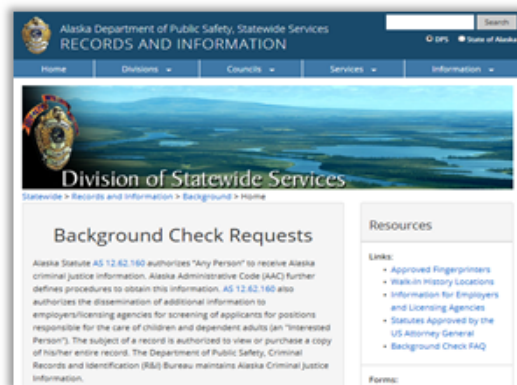 Alaska Department of Public Safety, Statewide Services
RECORDS AND INFORMATION
Search
DPS State of Alaska
Home Divisions Councils Services Information
Division of Statewide Services
Statewide > Records and Information > Background > Home
Background Check Requests
Alaska Statute AS 12.62.160 authorizes "Any Person" to receive Alaska
criminal justice information. Alaska Administrative Code (AAC) further
defines procedures to obtain this information. AS 12.62.160 also
authorizes the dissemination of additional information to
employers/licensing agencies for screening of applicants for positions
responsible for the care of children and dependent adults (an "Interested
Person"). The subject of a record is authorized to view or purchase a copy
of his/her entire record. The Department of Public Safety, Criminal
Records and Identification (R&I) Bureau maintains Alaska Criminal Justice
Information.
Resources
Links:
• Approved Fingerprinters
• Walk-In History Locations
• Information for Employers
and Licensing Agencies
• Statutes Approved by the
US Attorney General
• Background Check FAQ
Forms: